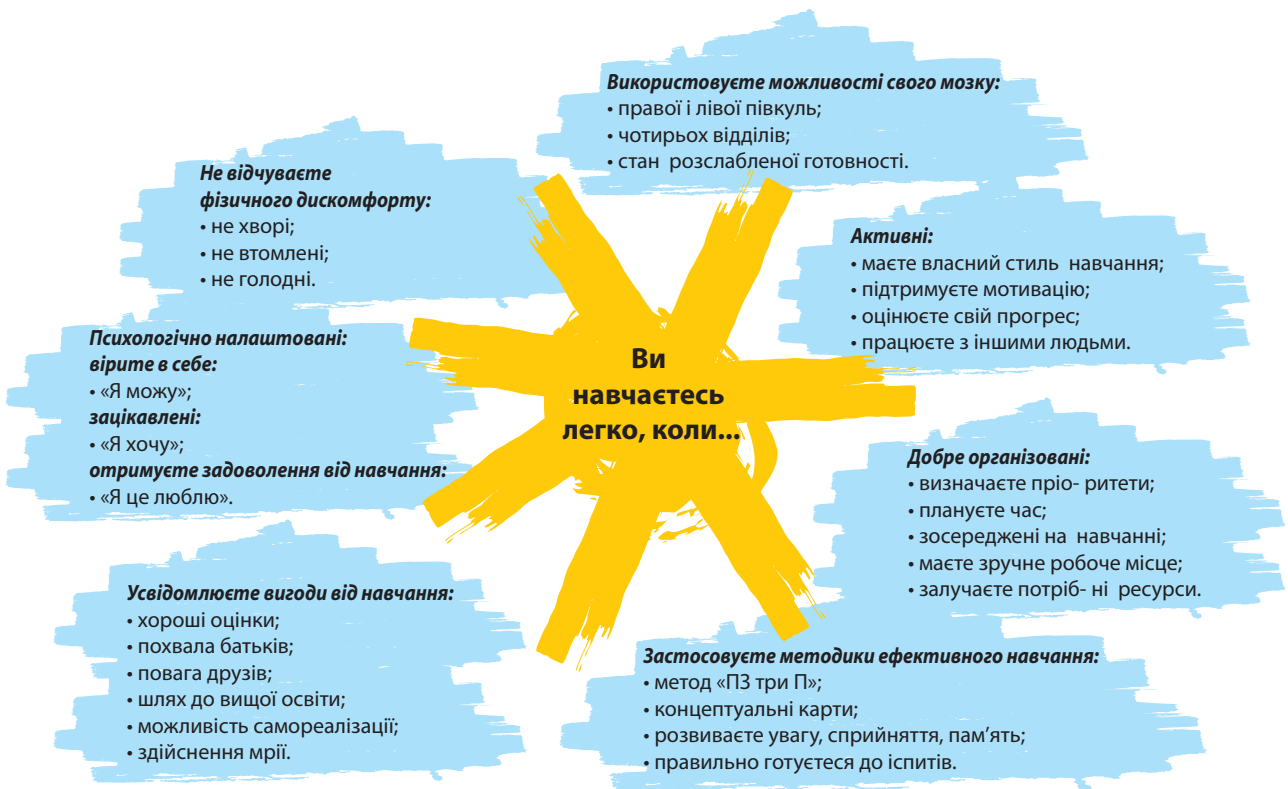 Використовуєте можливості свого мозку:
• правої і лівої півкуль;
• чотирьох відділів;
• стан розслабленої готовності.
Не відчуваєте
фізичного дискомфорту:
• не хворі;
• не втомлені;
• не голодні.
Активні:
• маєте власний стиль навчання;
• підтримуєте мотивацію;
• оцінюєте свій прогрес;
• працюєте з іншими людьми.
Психологічно налаштовані:
вірите в себе:
• «Я можу»;
зацікавлені:
• «Я хочу»;
отримуєте задоволення від навчання:
• «Я це люблю».
Ви
навчаєтесь
легко, коли...
Добре організовані:
• визначаєте пріо- ритети;
• плануєте час;
• зосереджені на навчанні;
• маєте зручне робоче місце;
• залучаєте потріб- ні ресурси.
Усвідомлюєте вигоди від навчання:
• хороші оцінки;
• похвала батьків;
• повага друзів;
• шлях до вищої освіти;
• можливість самореалізації;
• здійснення мрії.
Застосовуєте методики ефективного навчання:
• метод «ПЗ три П»;
• концептуальні карти;
• розвиваєте увагу, сприйняття, пам’ять;
• правильно готуєтеся до іспитів.